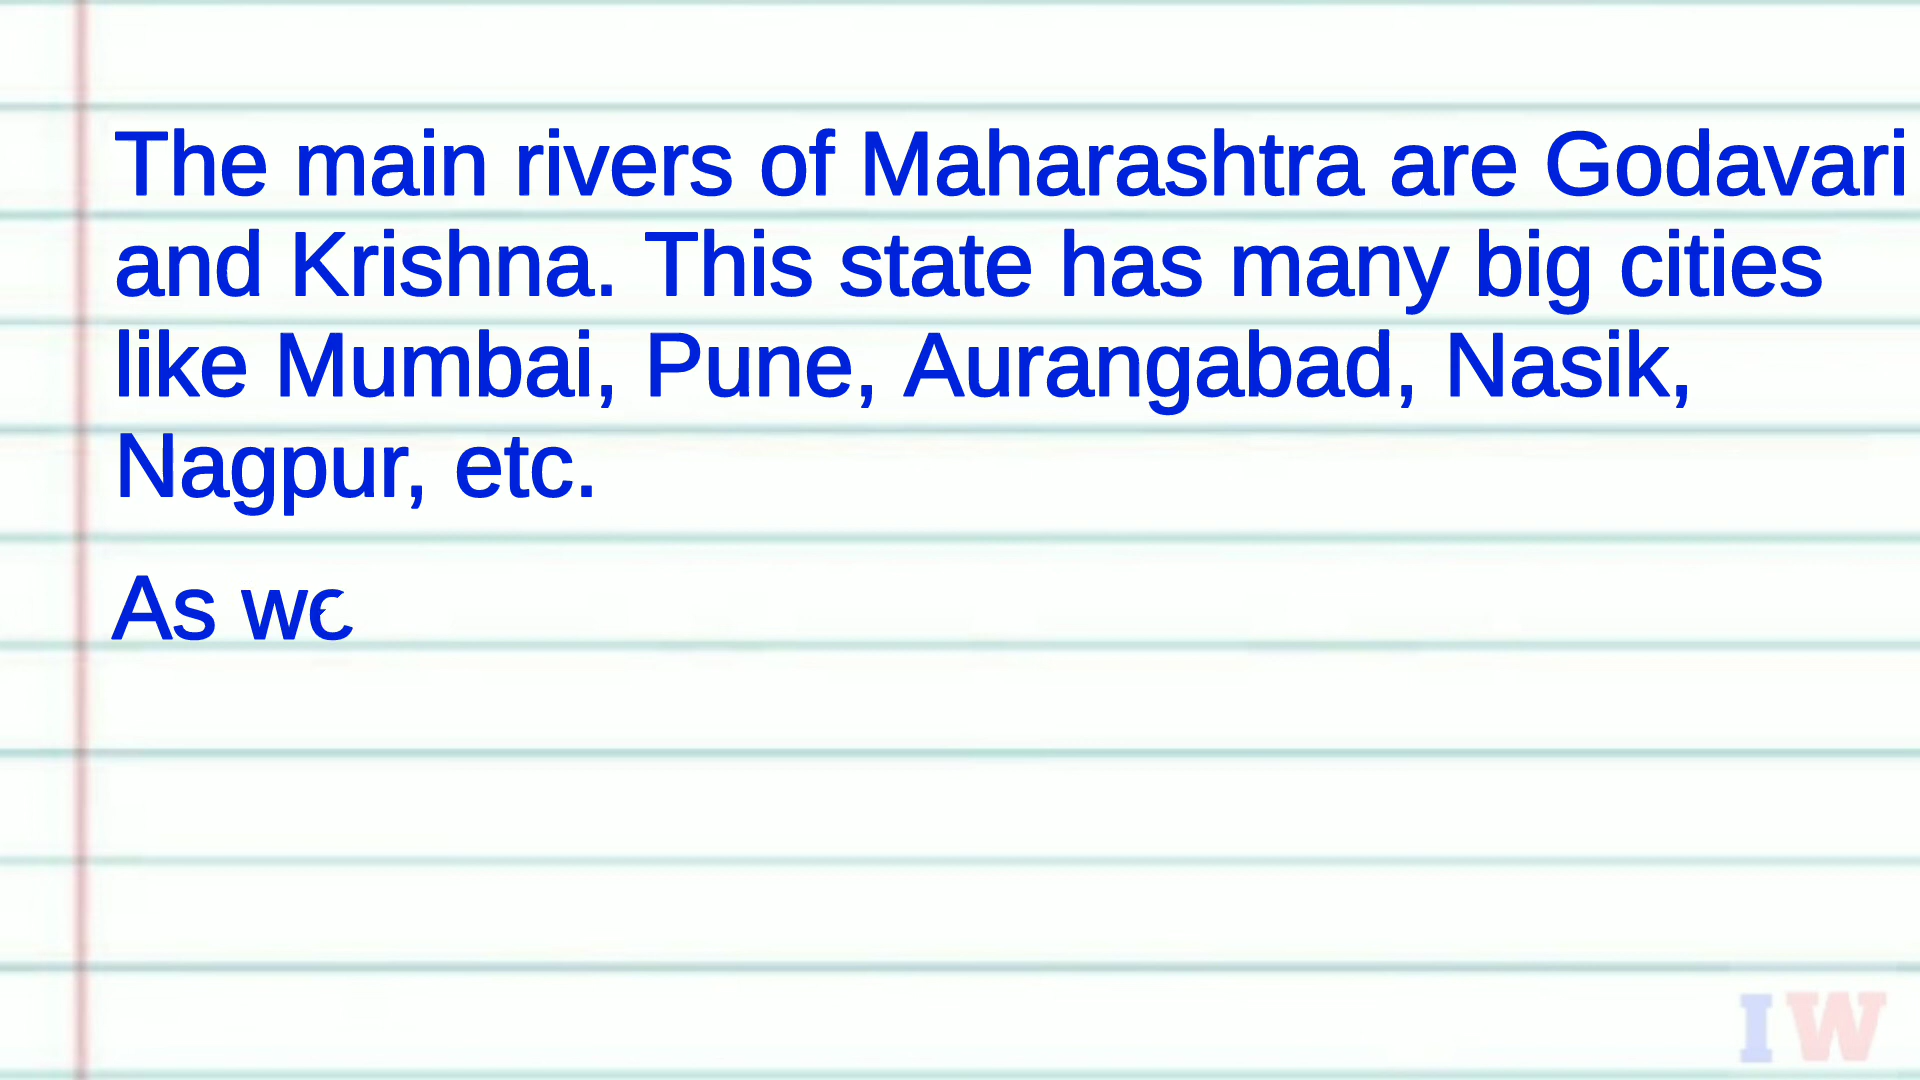 The main rivers of Maharashtra are Godavari
and Krishna. This state has many big cities
like Mumbai, Pune, Aurangabad, Nasik,
Nagpur, etc.
As
IW